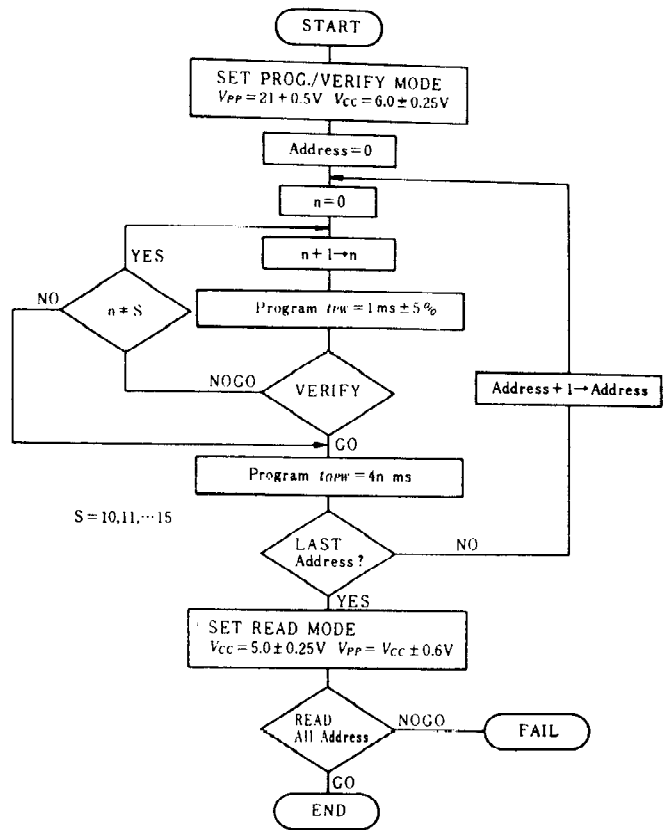 START
SET PROG./VERIFY MODE
VPP=21+0.5V VCC=6.0±0.25V
Address=0
n=0
n+1→n
YES
NO
n≠S
Program tPW=1ms±5%
NOGO
VERIFY
Address+1→Address
GO
Program tOPW=4n ms
S=10,11,…15
LAST
Address?
NO
YES
SET READ MODE
VCC=5.0±0.25V VPP=VCC±0.6V
READ
All Address
NOGO
FAIL
GO
END